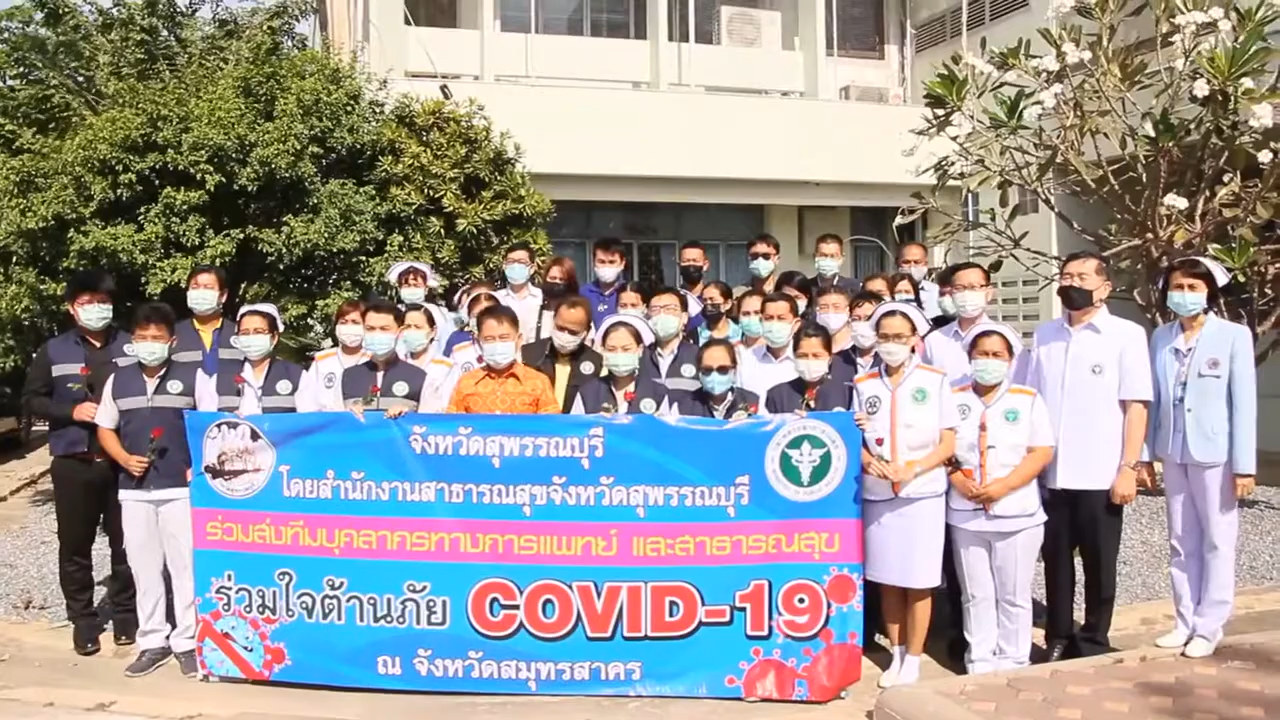 จังหวัดสุพรรณบุรี
โดยสำนักงานสาธารณสุขจังหวัดสุพรรณบุรี
ร่วมส่งทีมบุคลากรทางการแพทย์ และสาธารณสุข
ร่วมใจต้านภัย COVID-19
ณ จังหวัดสมุทรสาคร